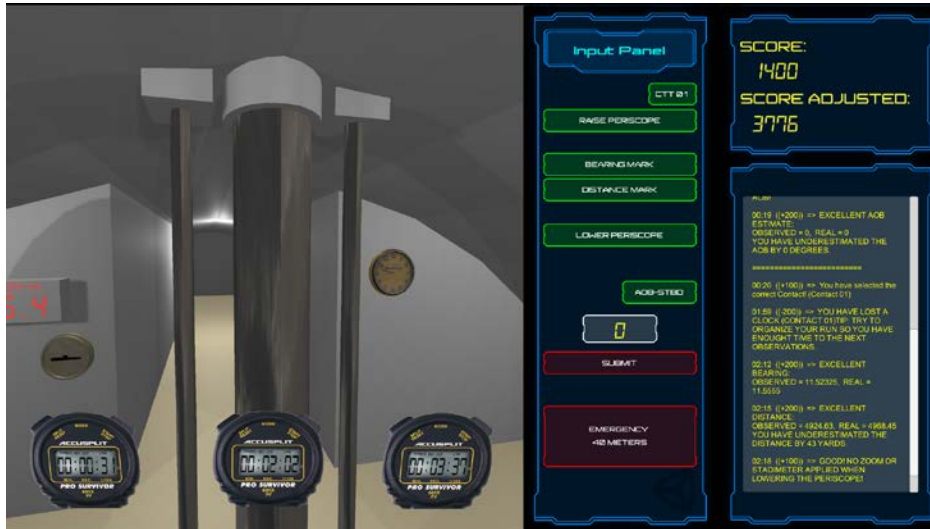 Input Panel
CTT 01
RAISE PERISCOPE
BEARING MARK
DISTANCE MARK
LOWER PERISCOPE
AOB-STBD
0
SUBMIT
EMERGENCY
-12 METERS
SCORE:
1400
SCORE ADJUSTED:
3776
AOB!
00:19 ((+200)) => EXCELLENT AOB
ESTIMATE:
OBSERVED = 0, REAL = 0
YOU HAVE UNDERESTIMATED THE
AOB BY 0 DEGREES.
==========================
00:20 ((+100)) => You have selected the
correct Contact! (Contact 01)
01:59 ((-200)) => YOU HAVE LOST A
CLOCK (CONTACT 01)TIP: TRY TO
ORGANIZE YOUR RUN SO YOU HAVE
ENOUGHT TIME TO THE NEXT
OBSERVATIONS.
02:12 ((+200)) => EXCELLENT
BEARING:
OBSERVED = 11.52325, REAL =
11.5555
02:15 ((+200)) => EXCELLENT
DISTANCE:
OBSERVED = 4924.63, REAL = 4968.45
YOU HAVE UNDERESTIMATED THE
DISTANCE BY 43 YARDS.
02:18 ((+100)) => GOOD! NO ZOOM OR
STADIMETER APPLIED WHEN
LOWERING THE PERISCOPE!
5.4
ACCUSPLIT
00:00:31
PRO SURVIVOR
ACCUSPLIT
00:02:02
PRO SURVIVOR
ACCUSPLIT
00:03:37
PRO SURVIVOR